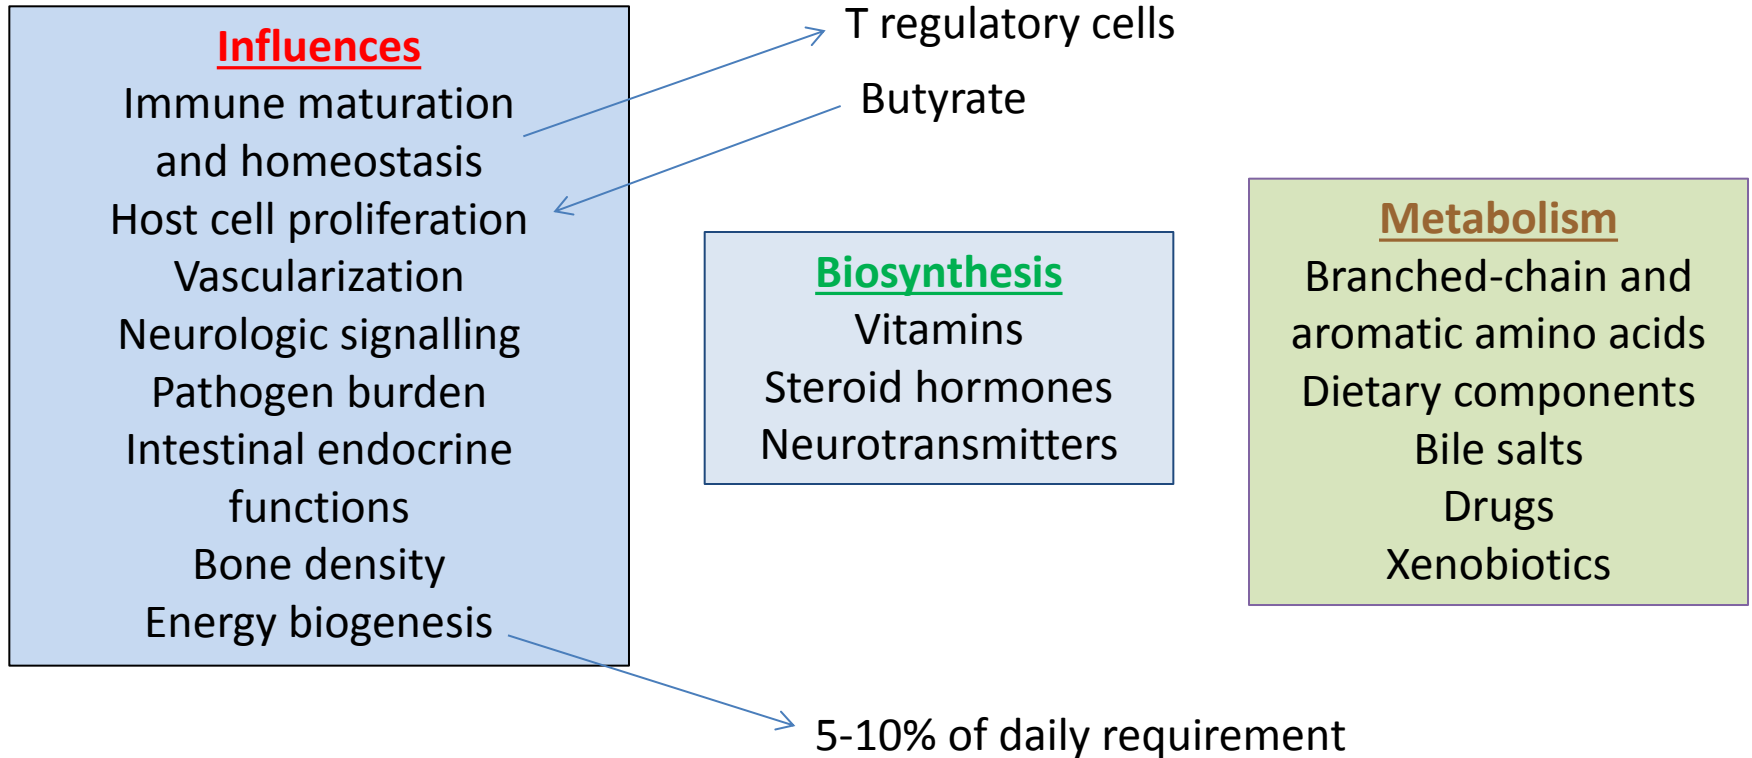 Influences
Immune maturation
and homeostasis
Host cell proliferation
Vascularization
Neurologic signalling
Pathogen burden
Intestinal endocrine
functions
Bone density
Energy biogenesis
T regulatory cells
Butyrate
Biosynthesis
Vitamins
Steroid hormones
Neurotransmitters
Metabolism
Branched-chain and
aromatic amino acids
Dietary components
Bile salts
Drugs
Xenobiotics
5-10% of daily requirement